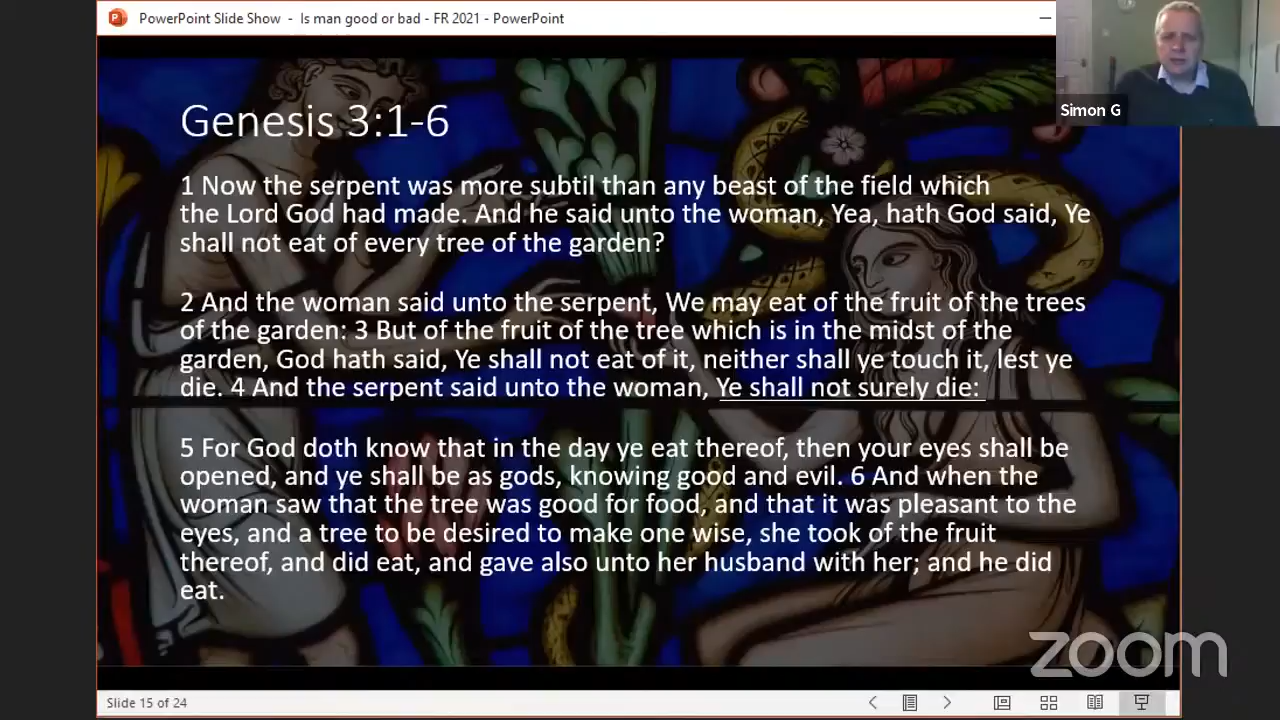 PowerPoint Slide Show - Is man good or bad - FR 2021 - PowerPoint
Simon G
Genesis 3:1-6
1 Now the serpent was more subtil than any beast of the field which
the Lord God had made. And he said unto the woman, Yea, hath God said, Ye
shall not eat of every tree of the garden?
2 And the woman said unto the serpent, We may eat of the fruit of the trees
of the garden: 3 But of the fruit of the tree which is in the midst of the
garden, God hath said, Ye shall not eat of it, neither shall ye touch it, lest ye
die. 4 And the serpent said unto the woman, Ye shall not surely die:
5 For God doth know that in the day ye eat thereof, then your eyes shall be
opened, and ye shall be as gods, knowing good and evil. 6 And when the
woman saw that the tree was good for food, and that it was pleasant to the
eyes, and a tree to be desired to make one wise, she took of the fruit
thereof, and did eat, and gave also unto her husband with her; and he did
eat.
zoom
Slide 15 of 24